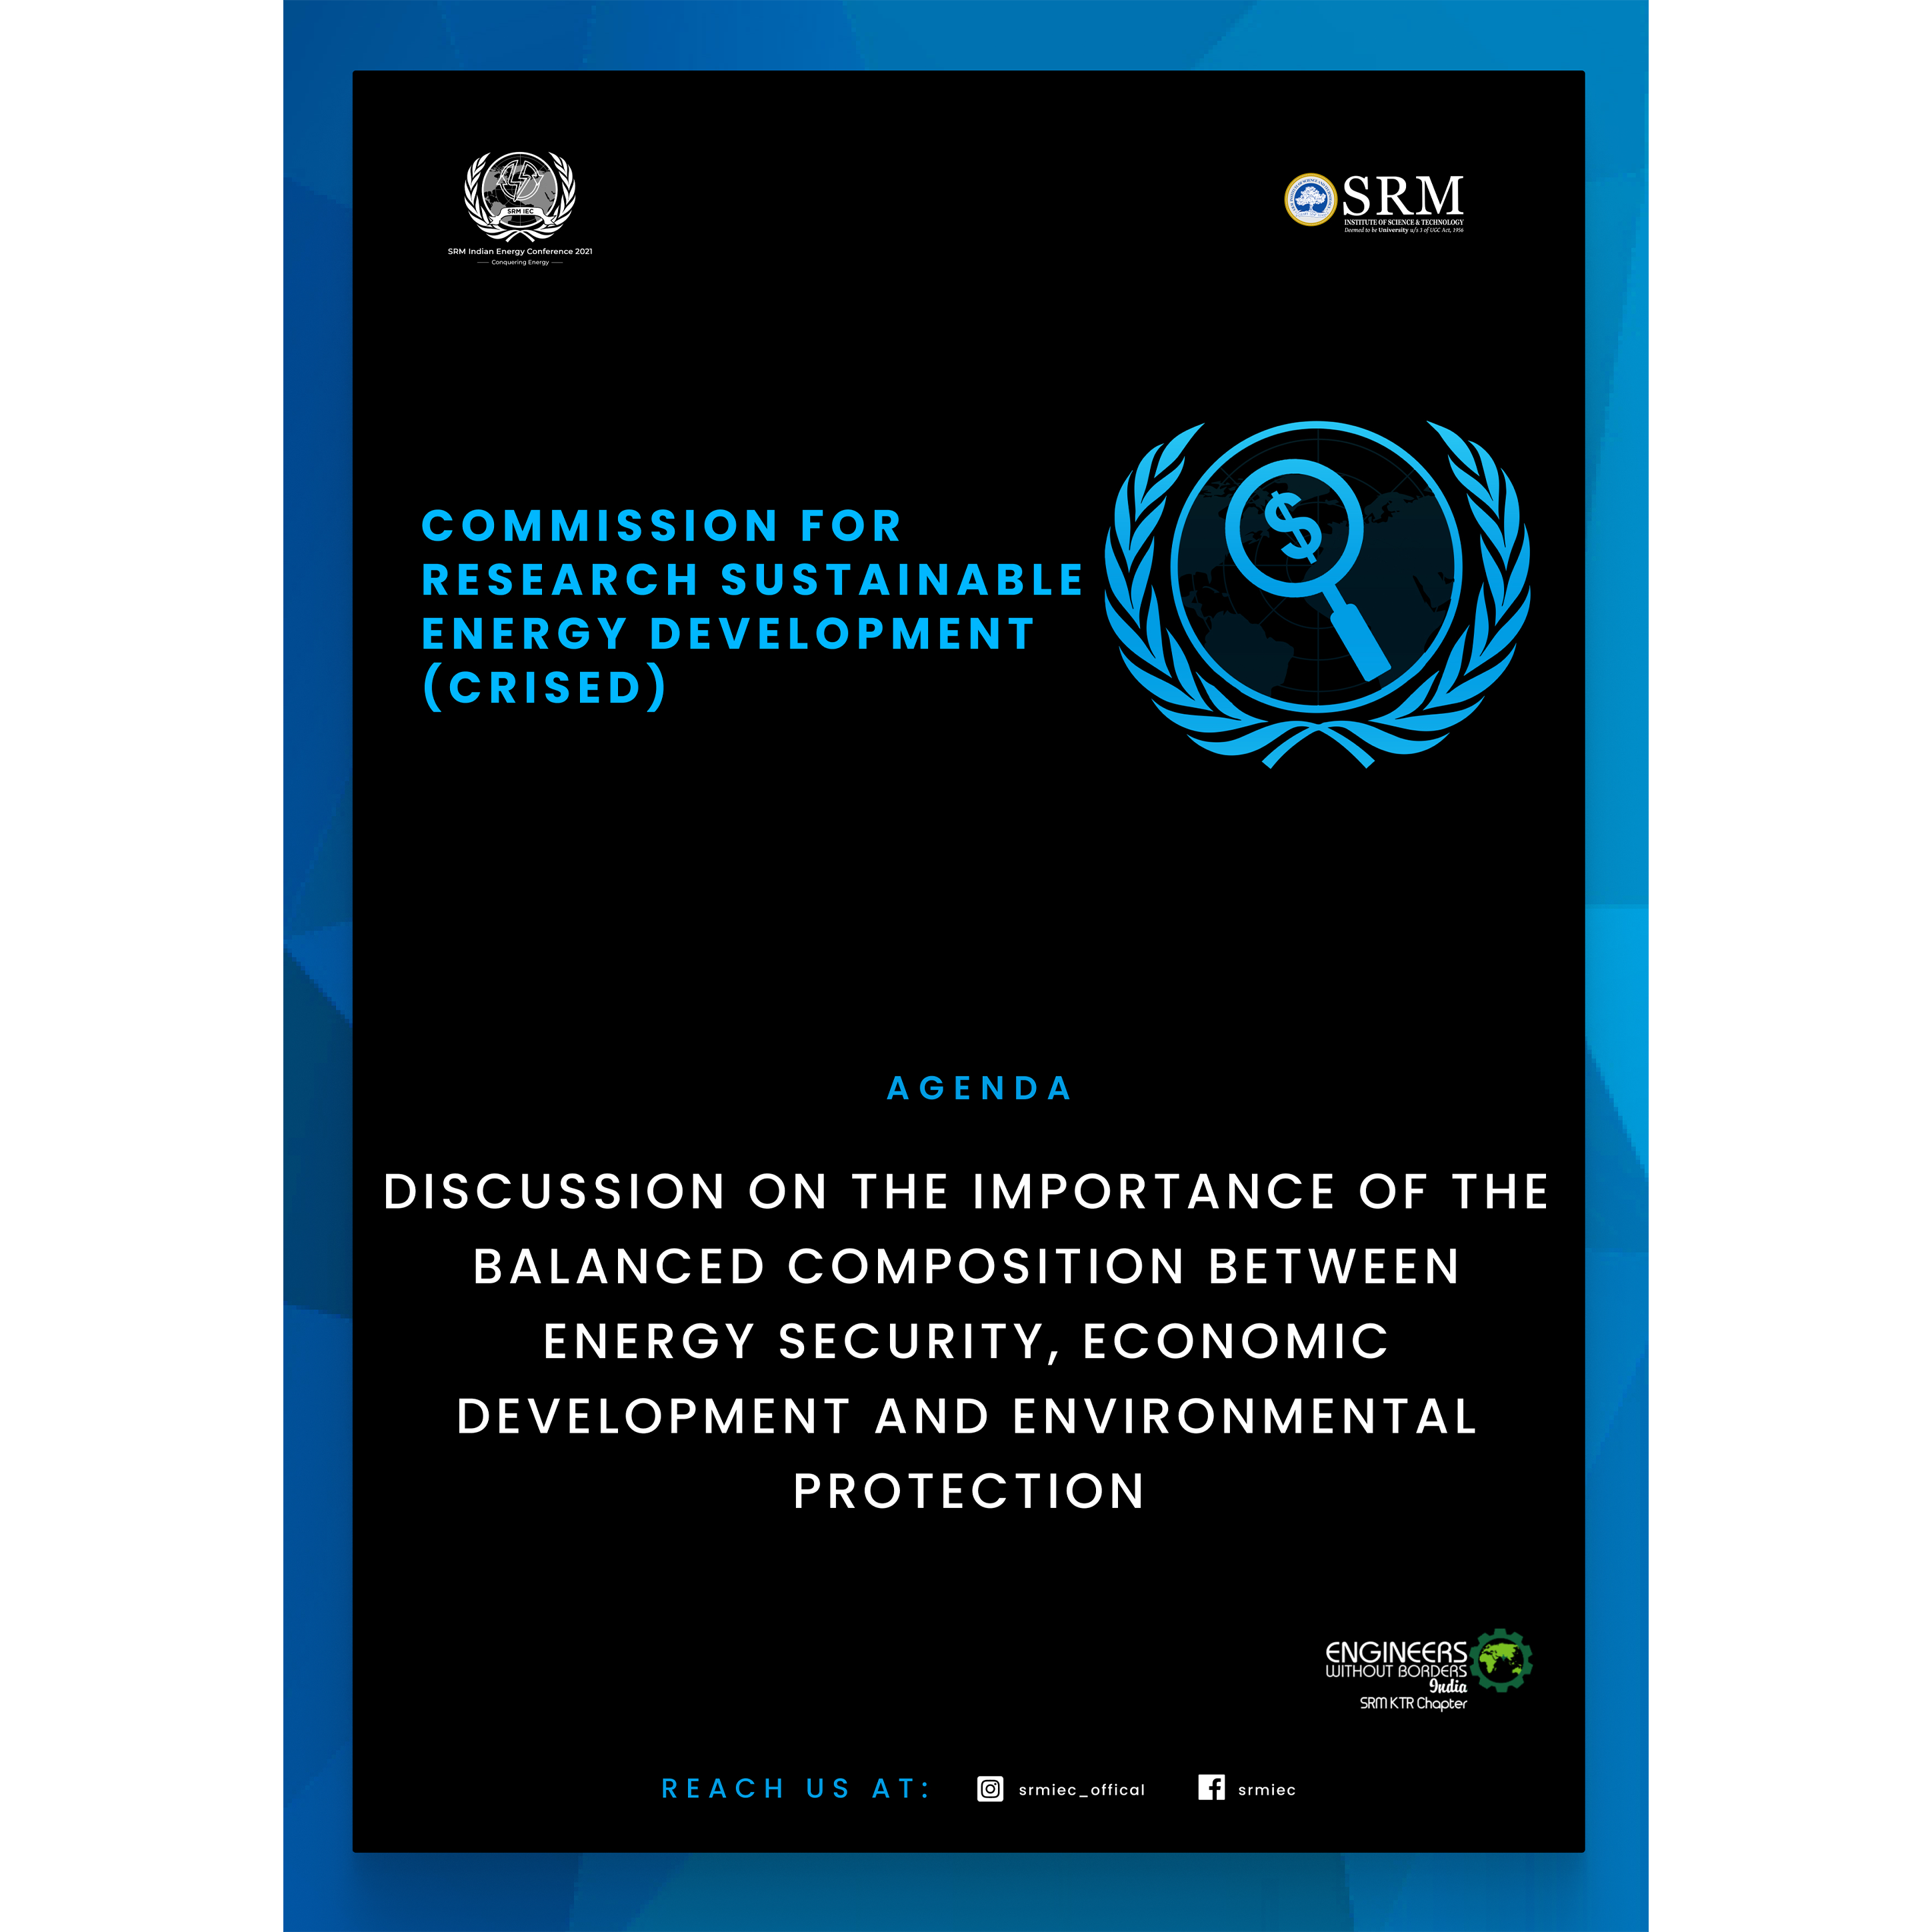 SRM IEC
SRM Indian Energy Conference 2021
Conquering Energy
SRM
INSTITUTE OF SCIENCE & TECHNOLOGY
Deemed to be University u/s 3 of UGC Act, 1956
COMMISSION FOR
RESEARCH SUSTAINABLE
ENERGY DEVELOPMENT
(CRISED)
$
AGENDA
DISCUSSION ON THE IMPORTANCE OF THE
BALANCED COMPOSITION BETWEEN
ENERGY SECURITY, ECONOMIC
DEVELOPMENT AND ENVIRONMENTAL
PROTECTION
ENGINEERS
WITHOUT BORDERS
India
SRM KTR Chapter
REACH US AT: srmiec_offical srmiec